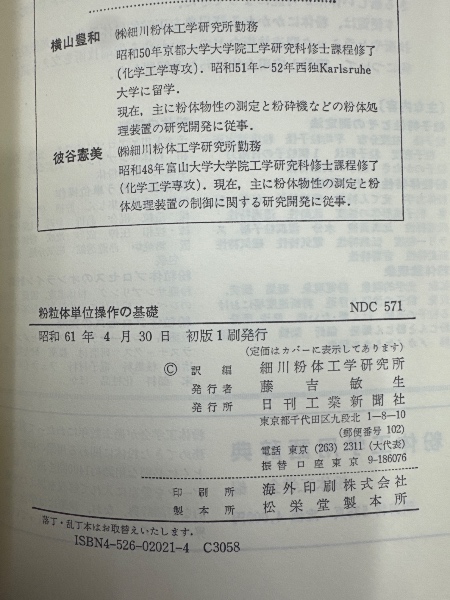 横山豊和 ㈱細川粉体工学研究所勤務
昭和50年京都大学大学院工学研究科修士課程修了
(化学工学専攻)．昭和51年～52年西独Karlsruhe
大学に留学．
現在，主に粉体物性の測定と粉砕機などの粉体処
理装置の研究開発に従事．
彼谷憲美 ㈱細川粉体工学研究所勤務
昭和48年富山大学大学院工学研究科修士課程修了
(化学工学専攻)．現在，主に粉体物性の測定と粉
体処理装置の制御に関する研究開発に従事．
粉粒体単位操作の基礎 NDC 571
昭和 61 年 4 月 30 日 初版 1 刷発行
(定価はカバーに表示してあります)
Ⓒ 訳編 細川粉体工学研究所
発行者 藤吉敏生
発行所 日刊工業新聞社
東京都千代田区九段北 1—8—10
(郵便番号 102)
電話 東京 (263) 2311 (大代表)
振替口座東京 9-186076
印刷所 海外印刷株式会社
製本所 松栄堂製本所
落丁・乱丁本はお取替えいたします．
ISBN4-526-02021-4 C3058